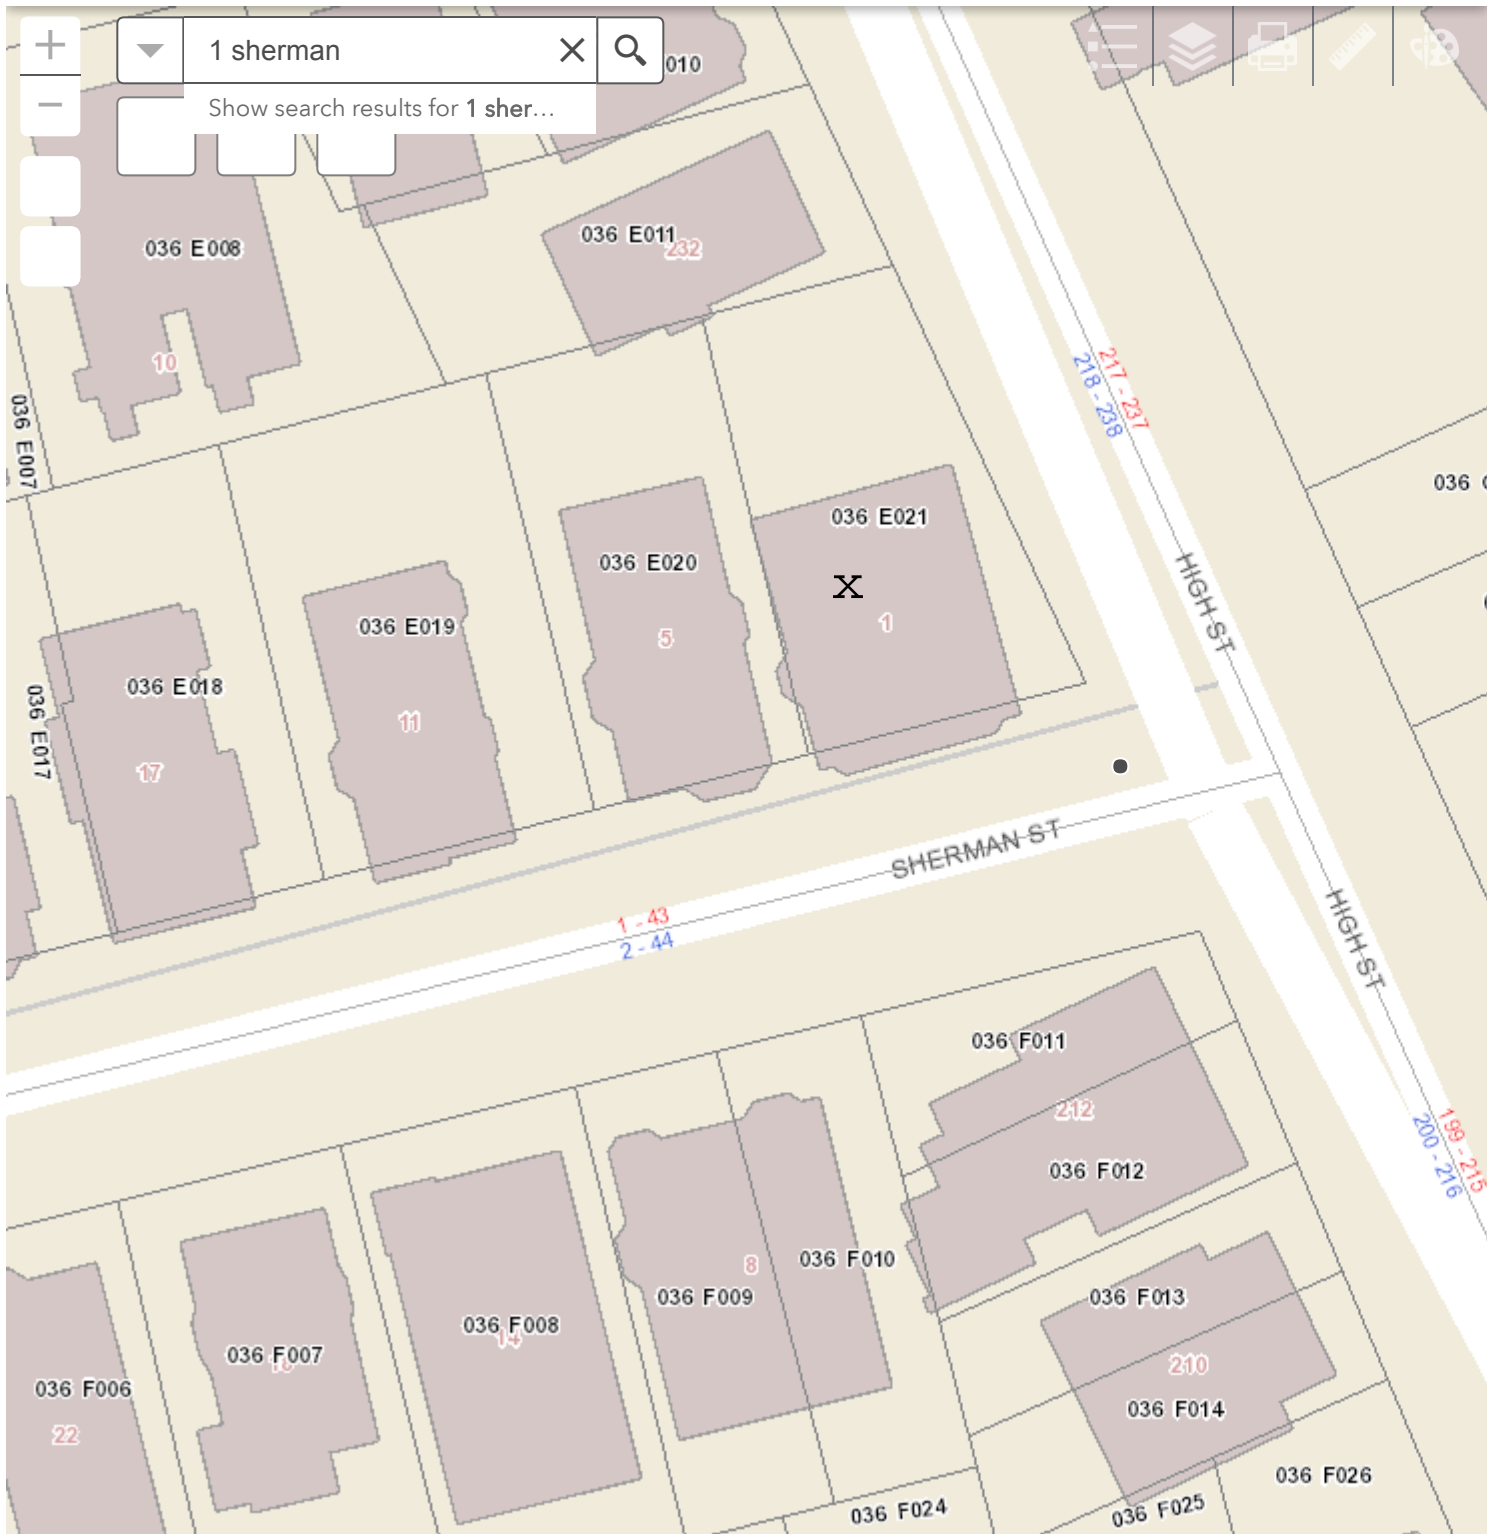 1 sherman
Show search results for 1 sher...
010
036 E008
10
036 E007
036 E011
232
217 - 237
218 - 238
036
036 E021
X
1
036 E020
5
036 E019
11
036 E018
17
036 E017
HIGH ST
SHERMAN ST
1 - 43
2 - 44
HIGH ST
036 F011
212
036 F012
199 - 215
200 - 216
8
036 F010
036 F009
036 F008
14
036 F007
036 F006
22
036 F013
210
036 F014
036 F026
036 F025
036 F024